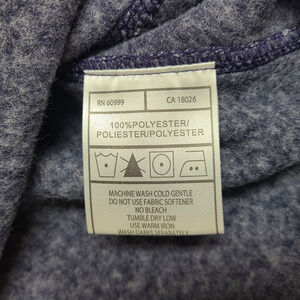 RN 60999
CA 18026
100%POLYESTER/
POLIESTER/POLYESTER
MACHINE WASH COLD GENTLE
DO NOT USE FABRIC SOFTENER
NO BLEACH
TUMBLE DRY LOW
USE WARM IRON
WASH DARKS SEPARATELY